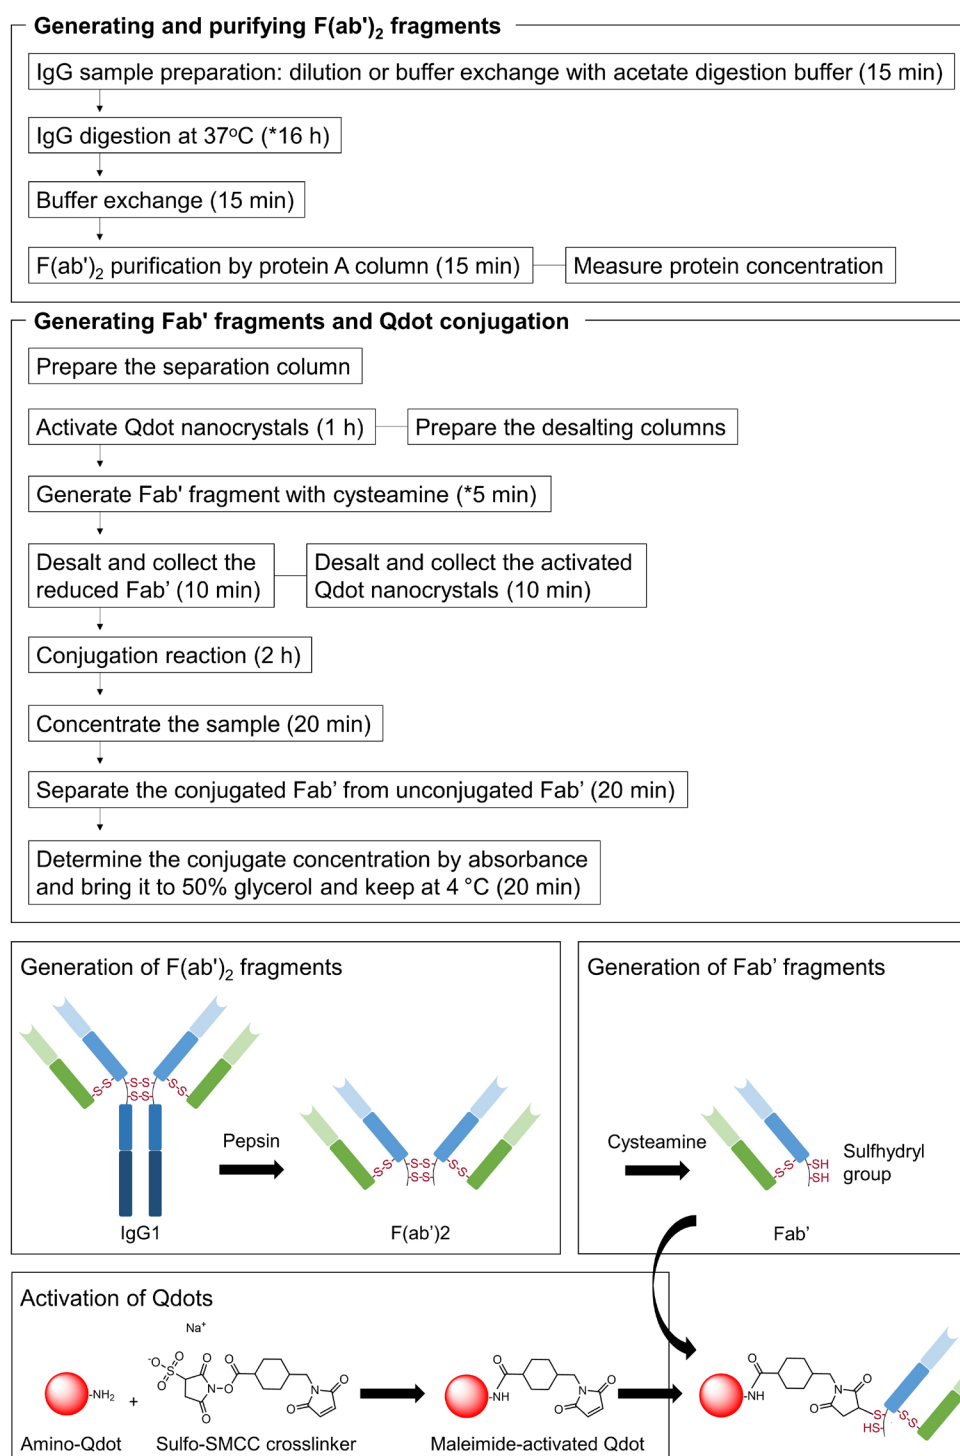 Generating and purifying F(ab')2 fragments
IgG sample preparation: dilution or buffer exchange with acetate digestion buffer (15 min)
IgG digestion at 37°C (*16 h)
Buffer exchange (15 min)
F(ab')2 purification by protein A column (15 min)
Measure protein concentration
Generating Fab' fragments and Qdot conjugation
Prepare the separation column
Activate Qdot nanocrystals (1 h)
Prepare the desalting columns
Generate Fab' fragment with cysteamine (*5 min)
Desalt and collect the
reduced Fab’ (10 min)
Desalt and collect the activated
Qdot nanocrystals (10 min)
Conjugation reaction (2 h)
Concentrate the sample (20 min)
Separate the conjugated Fab’ from unconjugated Fab’ (20 min)
Determine the conjugate concentration by absorbance
and bring it to 50% glycerol and keep at 4 °C (20 min)
Generation of F(ab')2 fragments
S-S
S-S
S-S
S-S
Pepsin
S-S
S-S
S-S
S-S
IgG1
F(ab’)2
Generation of Fab’ fragments
Cysteamine
S-S
SH
SH
Sulfhydryl
group
Fab’
Activation of Qdots
Na+
-O
O
S
O
O
N
O
O
O
O
N
O
NH2
+
NH
O
O
N
O
NH
O
O
N
O
S
HS
S-S
Amino-Qdot
Sulfo-SMCC crosslinker
Maleimide-activated Qdot